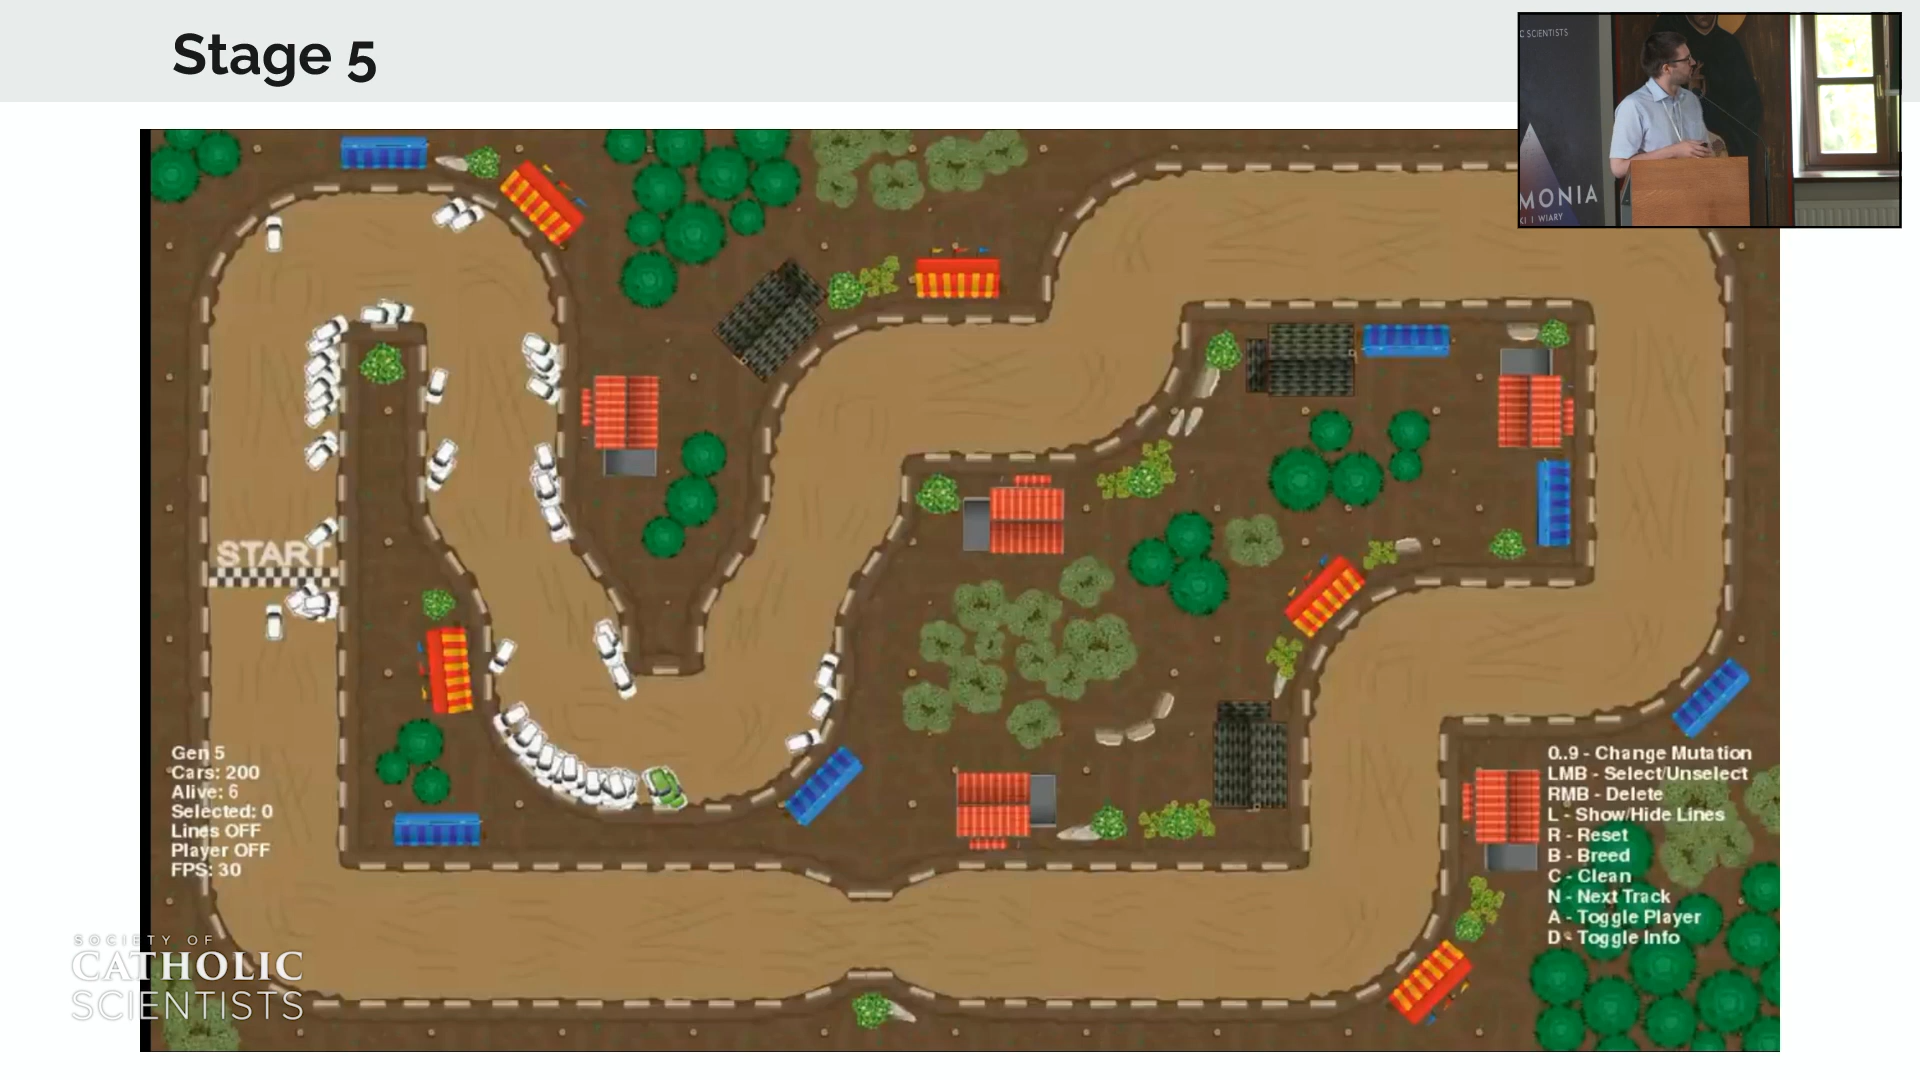 Stage 5
C SCIENTISTS
MONIA
KI I WIARY
START
Gen 5
Cars: 200
Alive: 6
Selected: 0
Lines OFF
Player OFF
FPS: 30
0..9 - Change Mutation
LMB - Select/Unselect
RMB - Delete
L - Show/Hide Lines
R - Reset
B - Breed
C - Clean
N - Next Track
A - Toggle Player
D - Toggle Info
SOCIETY OF
CATHOLIC
SCIENTISTS